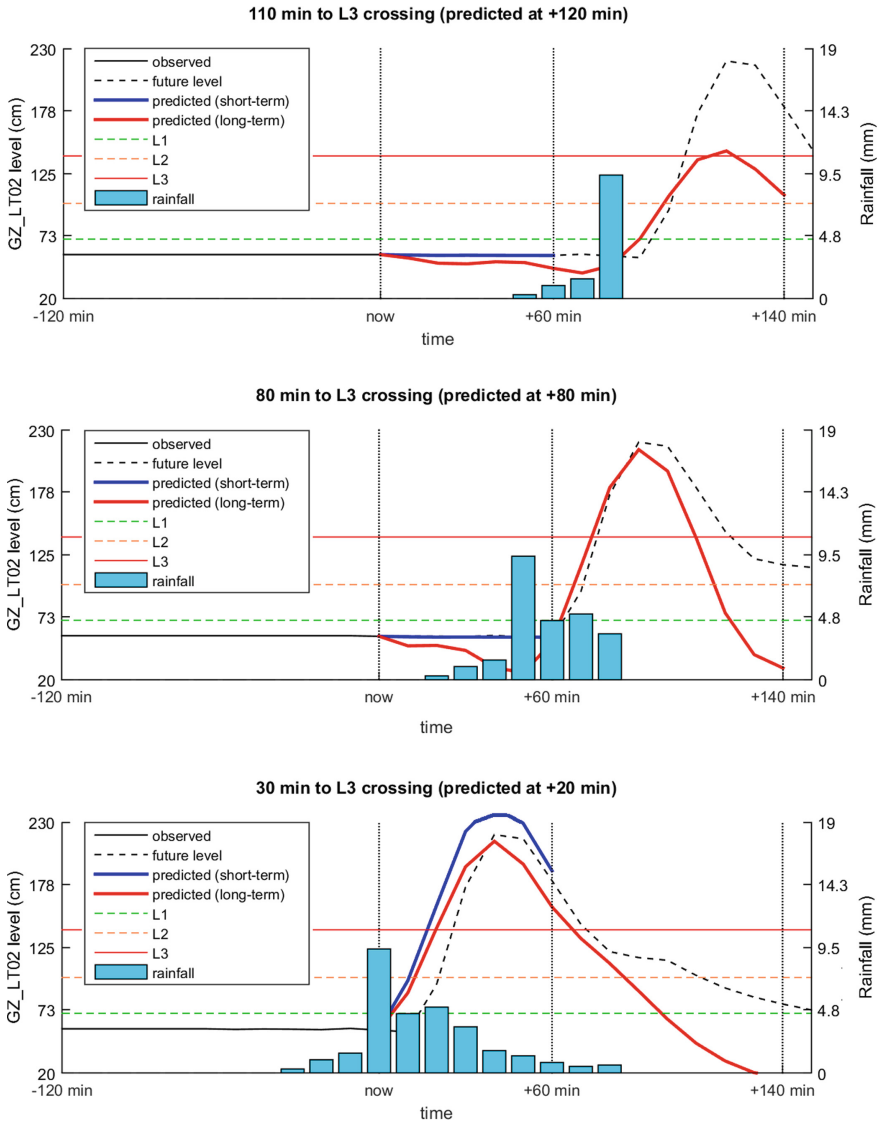 110 min to L3 crossing (predicted at +120 min)
230
178
125
73
20
GZ_LT02 level (cm)
observed
future level
predicted (short-term)
predicted (long-term)
L1
L2
L3
rainfall
19
14.3
9.5
4.8
0
Rainfall (mm)
-120 min
now
+60 min
+140 min
time
80 min to L3 crossing (predicted at +80 min)
230
178
125
73
20
GZ_LT02 level (cm)
observed
future level
predicted (short-term)
predicted (long-term)
L1
L2
L3
rainfall
19
14.3
9.5
4.8
0
Rainfall (mm)
-120 min
now
+60 min
+140 min
time
30 min to L3 crossing (predicted at +20 min)
230
178
125
73
20
GZ_LT02 level (cm)
observed
future level
predicted (short-term)
predicted (long-term)
L1
L2
L3
rainfall
19
14.3
9.5
4.8
0
Rainfall (mm)
-120 min
now
+60 min
+140 min
time